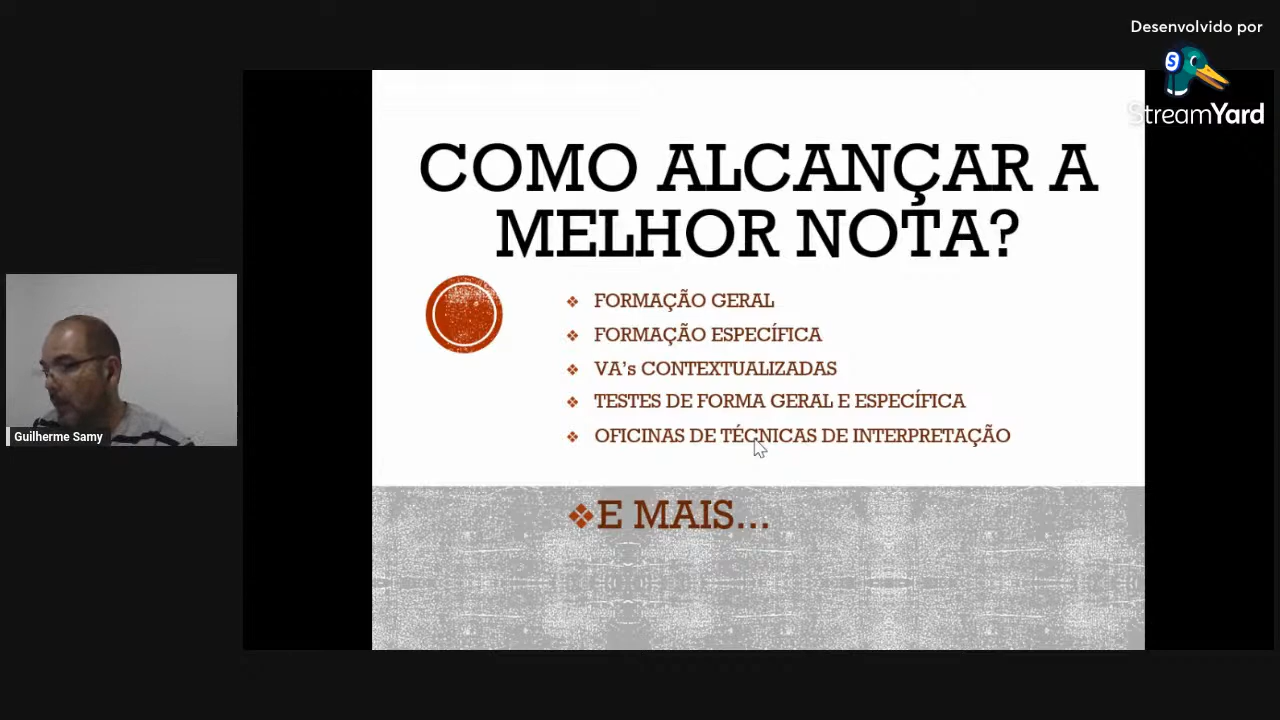 Desenvolvido por
StreamYard
COMO ALCANÇAR A
MELHOR NOTA?
❖ FORMAÇÃO GERAL
❖ FORMAÇÃO ESPECÍFICA
❖ VA's CONTEXTUALIZADAS
❖ TESTES DE FORMA GERAL E ESPECÍFICA
❖ OFICINAS DE TÉCNICAS DE INTERPRETAÇÃO
❖E MAIS...
Guilherme Samy